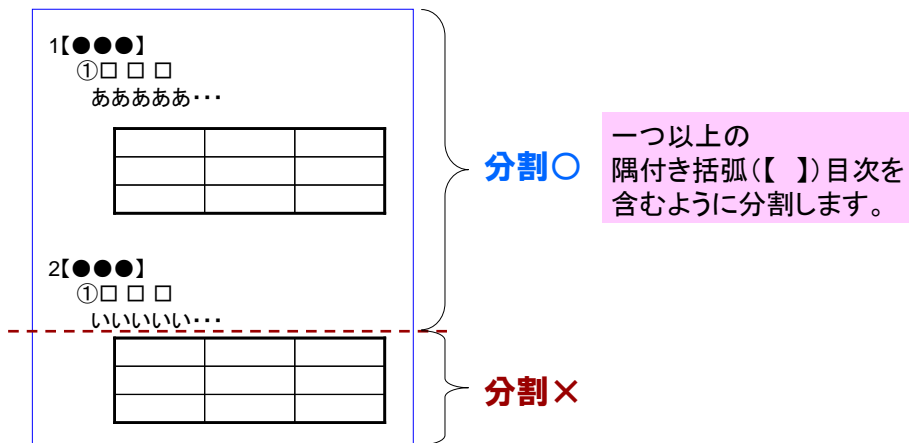 1【●●●】
①□ □ □
あああああ・・・
分割○
一つ以上の
隅付き括弧(【 】)目次を
含むように分割します。
2【●●●】
①□ □ □
いいいいい・・・
分割×